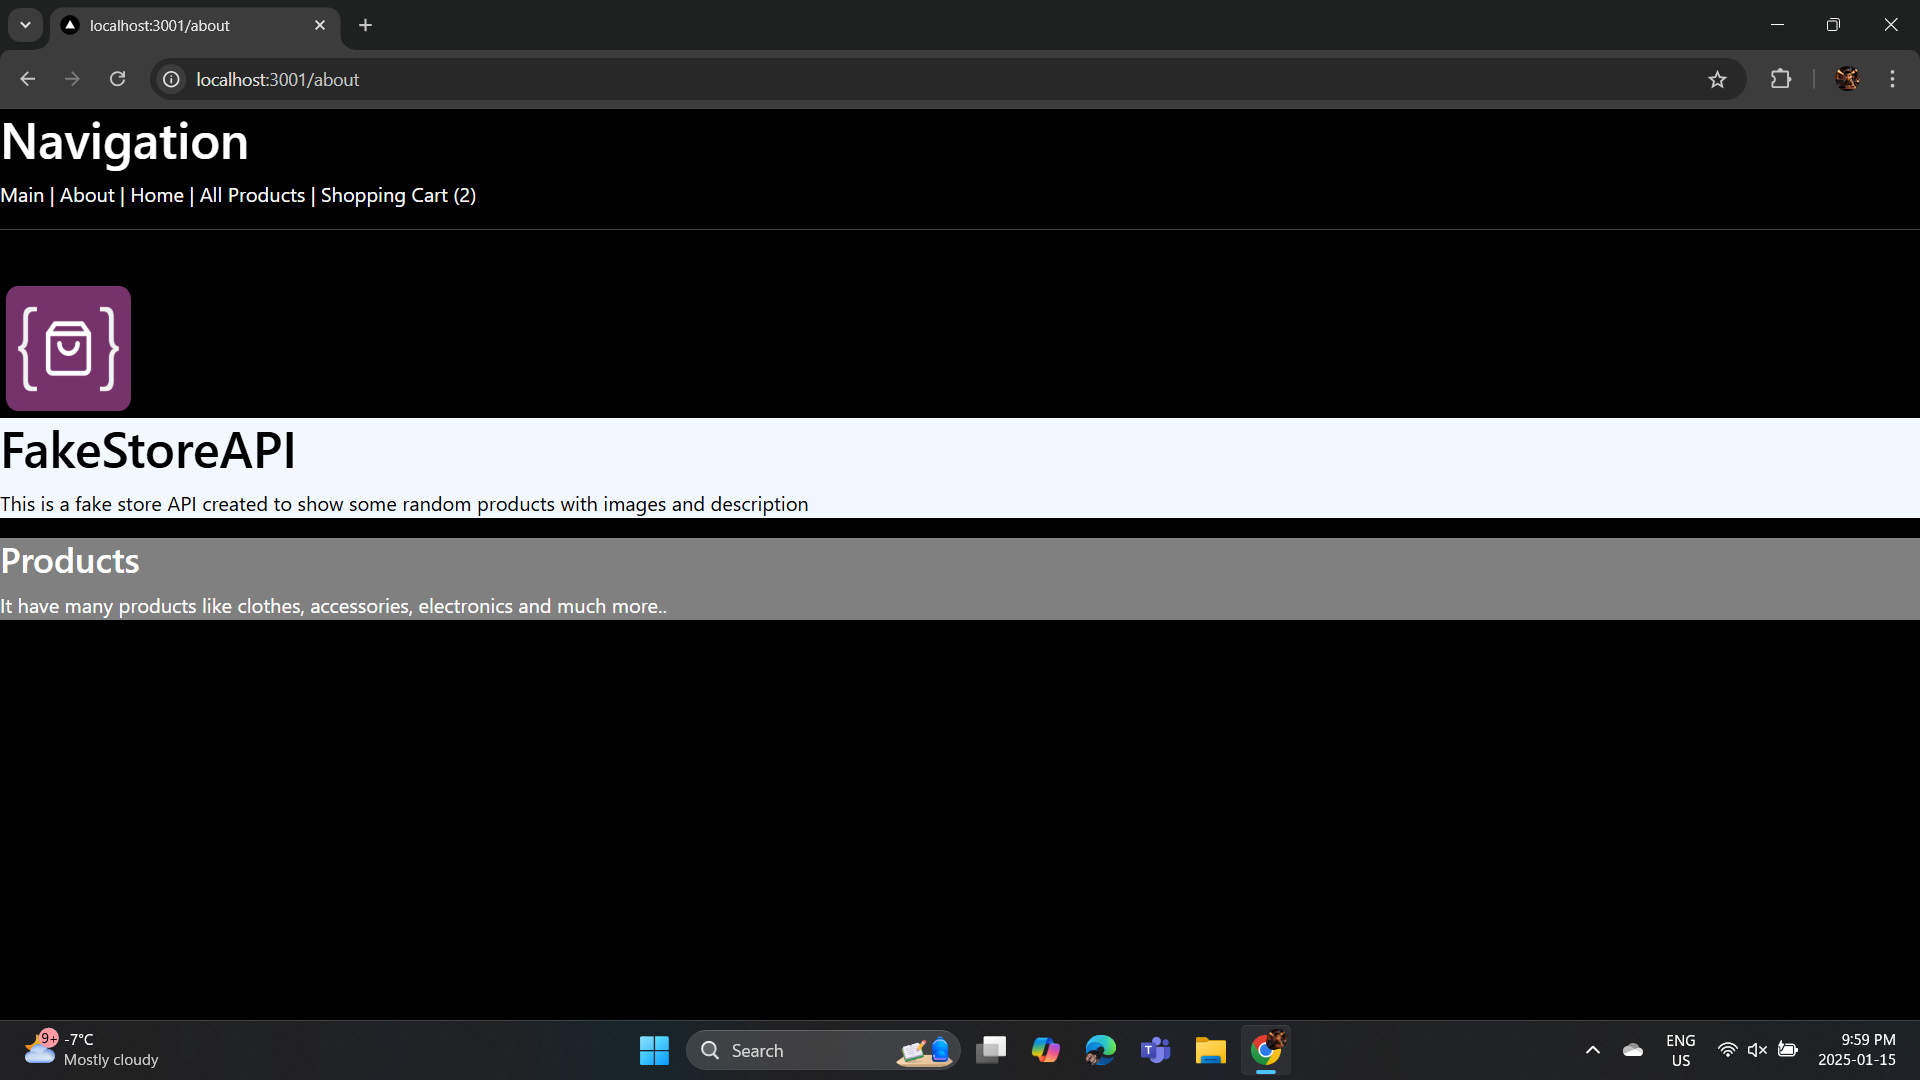 localhost:3001/about
localhost:3001/about
Navigation
Main | About | Home | All Products | Shopping Cart (2)
FakeStoreAPI
This is a fake store API created to show some random products with images and description
Products
It have many products like clothes, accessories, electronics and much more..
9+
-7°C
Mostly cloudy
Search
T
ENG
US
9:59 PM
2025-01-15